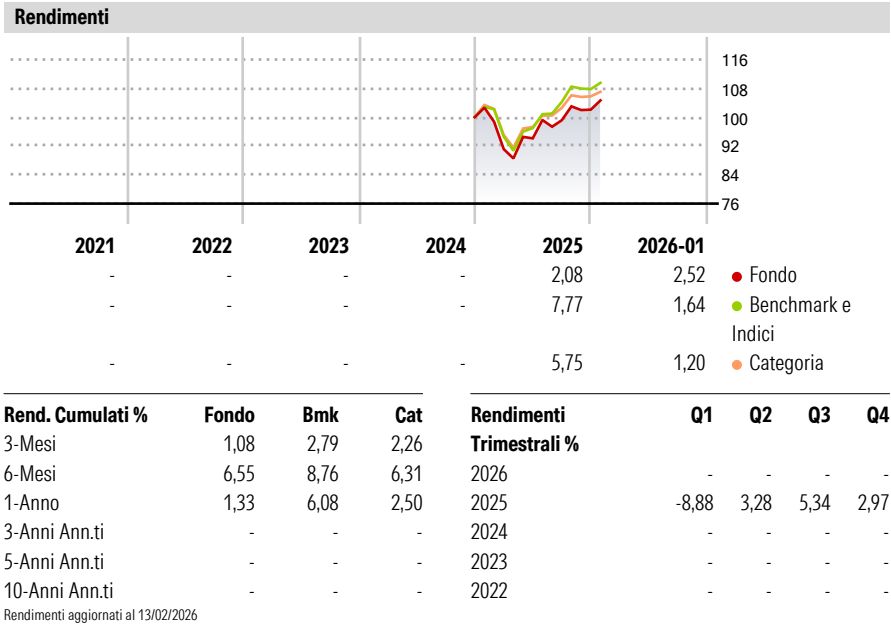 Rendimenti
116
108
100
92
84
76
2021 2022 2023 2024 2025 2026-01
- - - - 2,08 2,52 Fondo
- - - - 7,77 1,64 Benchmark e
Indici
- - - - 5,75 1,20 Categoria
Rend. Cumulati % Fondo Bmk Cat
3-Mesi 1,08 2,79 2,26
6-Mesi 6,55 8,76 6,31
1-Anno 1,33 6,08 2,50
3-Anni Ann.ti - - -
5-Anni Ann.ti - - -
10-Anni Ann.ti - - -
Rendimenti Q1 Q2 Q3 Q4
Trimestrali %
2026 - - - -
2025 -8,88 3,28 5,34 2,97
2024 - - - -
2023 - - - -
2022 - - - -
Rendimenti aggiornati al 13/02/2026